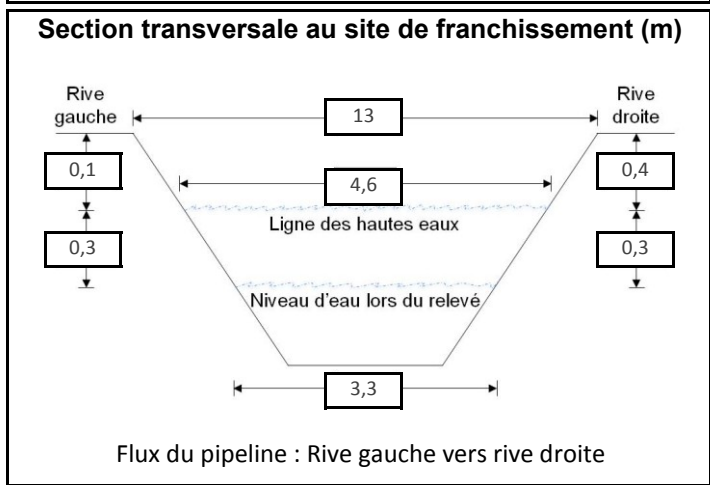 Section transversale au site de franchissement (m)
Rive
gauche
13
Rive
droite
0,1
4,6
0,4
Ligne des hautes eaux
0,3
0,3
Niveau d'eau lors du relevé
3,3
Flux du pipeline : Rive gauche vers rive droite